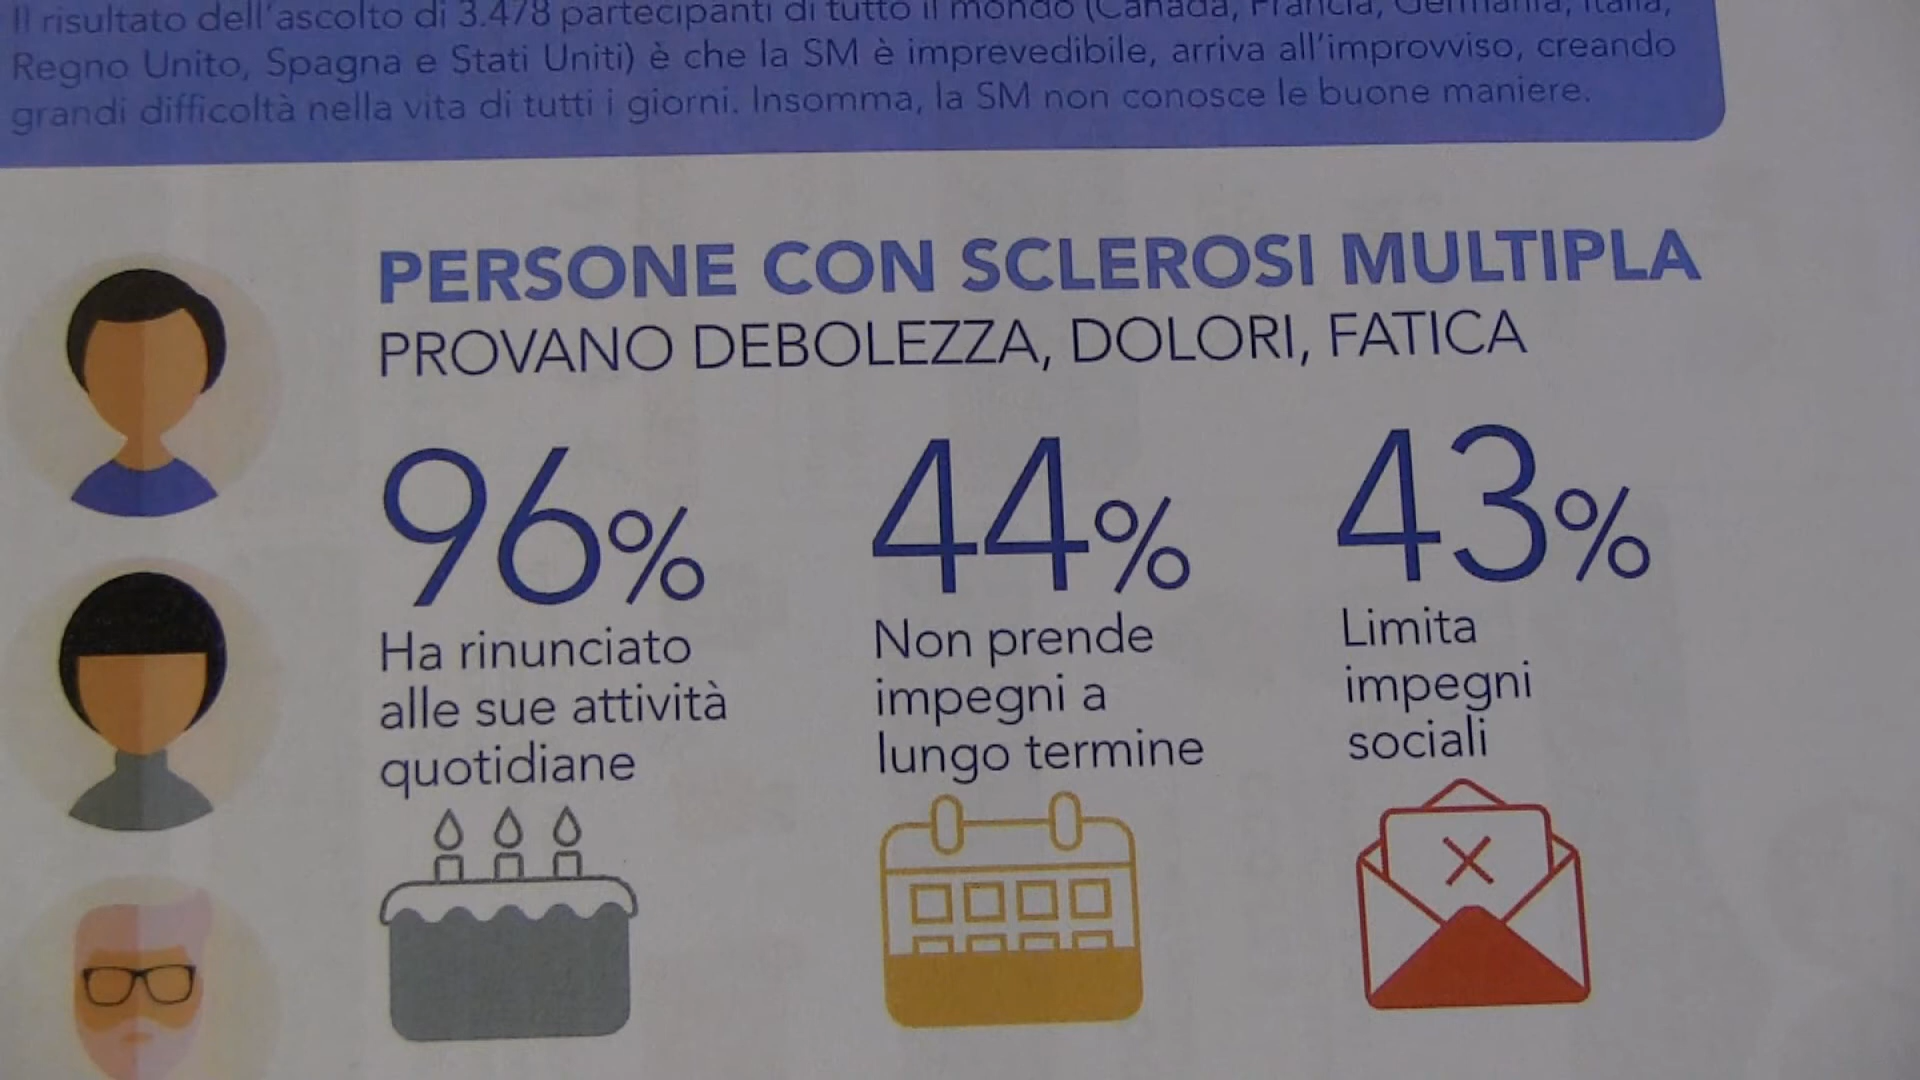 Il risultato dell'ascolto di 3.478 partecipanti di tutto il mondo (Canada, Francia, Germania, Italia,
Regno Unito, Spagna e Stati Uniti) è che la SM è imprevedibile, arriva all'improvviso, creando
grandi difficoltà nella vita di tutti i giorni. Insomma, la SM non conosce le buone maniere.
PERSONE CON SCLEROSI MULTIPLA
PROVANO DEBOLEZZA, DOLORI, FATICA
96%
Ha rinunciato
alle sue attività
quotidiane
44%
Non prende
impegni a
lungo termine
43%
Limita
impegni
sociali